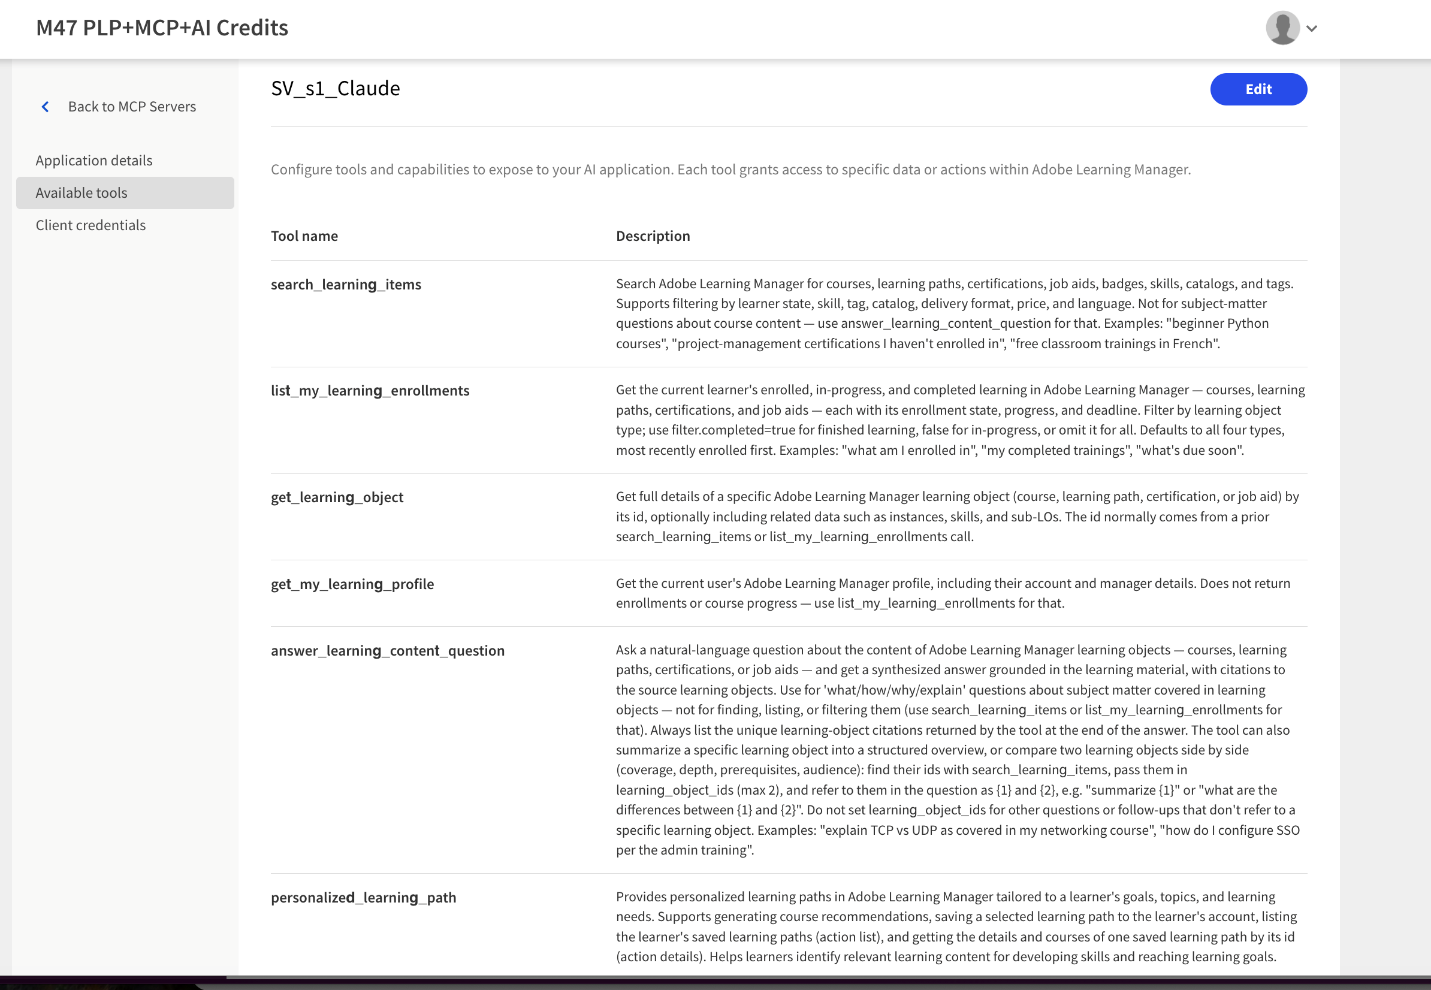 M47 PLP+MCP+AI Credits
Back to MCP Servers
Application details
Available tools
Client credentials
SV_s1_Claude
Edit
Configure tools and capabilities to expose to your AI application. Each tool grants access to specific data or actions within Adobe Learning Manager.
Tool name
Description
search_learning_items
Search Adobe Learning Manager for courses, learning paths, certifications, job aids, badges, skills, catalogs, and tags.
Supports filtering by learner state, skill, tag, catalog, delivery format, price, and language. Not for subject-matter
questions about course content — use answer_learning_content_question for that. Examples: "beginner Python
courses", "project-management certifications I haven't enrolled in", "free classroom trainings in French".
list_my_learning_enrollments
Get the current learner's enrolled, in-progress, and completed learning in Adobe Learning Manager — courses, learning
paths, certifications, and job aids — each with its enrollment state, progress, and deadline. Filter by learning object
type; use filter.completed=true for finished learning, false for in-progress, or omit it for all. Defaults to all four types,
most recently enrolled first. Examples: "what am I enrolled in", "my completed trainings", "what's due soon".
get_learning_object
Get full details of a specific Adobe Learning Manager learning object (course, learning path, certification, or job aid) by
its id, optionally including related data such as instances, skills, and sub-LOs. The id normally comes from a prior
search_learning_items or list_my_learning_enrollments call.
get_my_learning_profile
Get the current user's Adobe Learning Manager profile, including their account and manager details. Does not return
enrollments or course progress — use list_my_learning_enrollments for that.
answer_learning_content_question
Ask a natural-language question about the content of Adobe Learning Manager learning objects — courses, learning
paths, certifications, or job aids — and get a synthesized answer grounded in the learning material, with citations to
the source learning objects. Use for 'what/how/why/explain' questions about subject matter covered in learning
objects — not for finding, listing, or filtering them (use search_learning_items or list_my_learning_enrollments for
that). Always list the unique learning-object citations returned by the tool at the end of the answer. The tool can also
summarize a specific learning object into a structured overview, or compare two learning objects side by side
(coverage, depth, prerequisites, audience): find their ids with search_learning_items, pass them in
learning_object_ids (max 2), and refer to them in the question as {1} and {2}, e.g. "summarize {1}" or "what are the
differences between {1} and {2}". Do not set learning_object_ids for other questions or follow-ups that don't refer to a
specific learning object. Examples: "explain TCP vs UDP as covered in my networking course", "how do I configure SSO
per the admin training".
personalized_learning_path
Provides personalized learning paths in Adobe Learning Manager tailored to a learner's goals, topics, and learning
needs. Supports generating course recommendations, saving a selected learning path to the learner's account, listing
the learner's saved learning paths (action list), and getting the details and courses of one saved learning path by its id
(action details). Helps learners identify relevant learning content for developing skills and reaching learning goals.